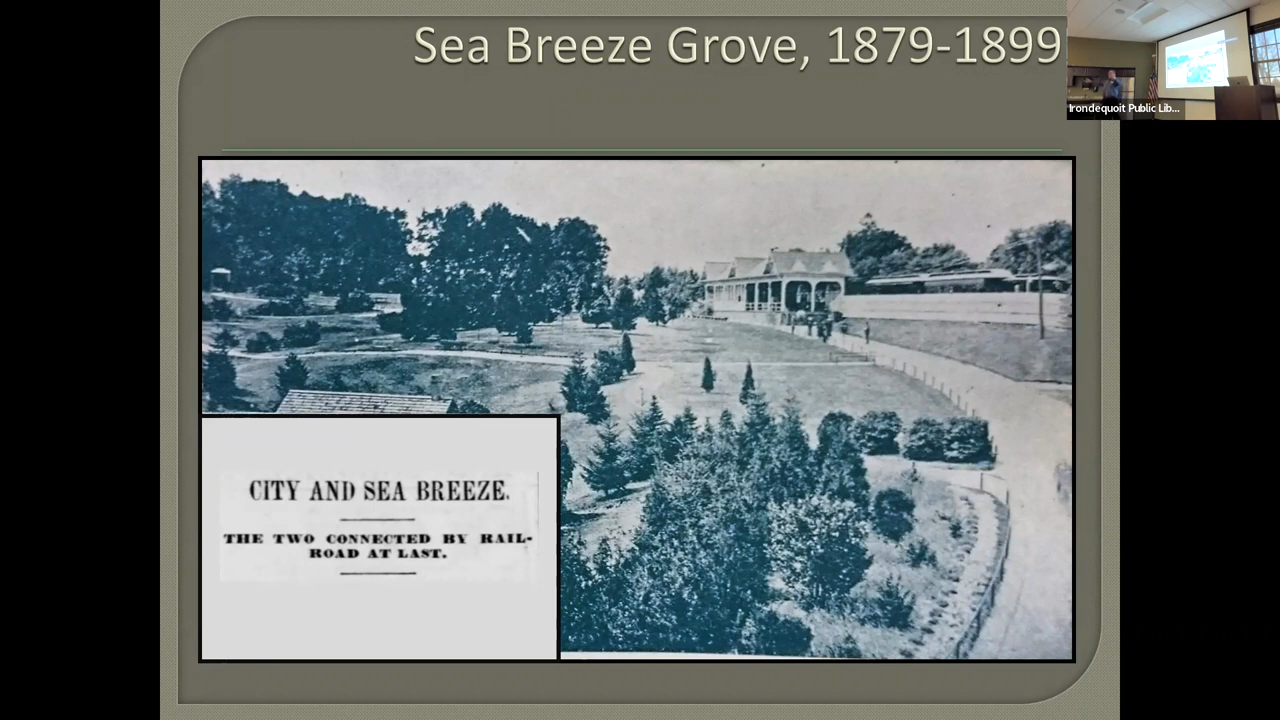 Sea Breeze Grove, 1879-1899
Irondequoit Public Lib...
CITY AND SEA BREEZE.
THE TWO CONNECTED BY RAIL-
ROAD AT LAST.